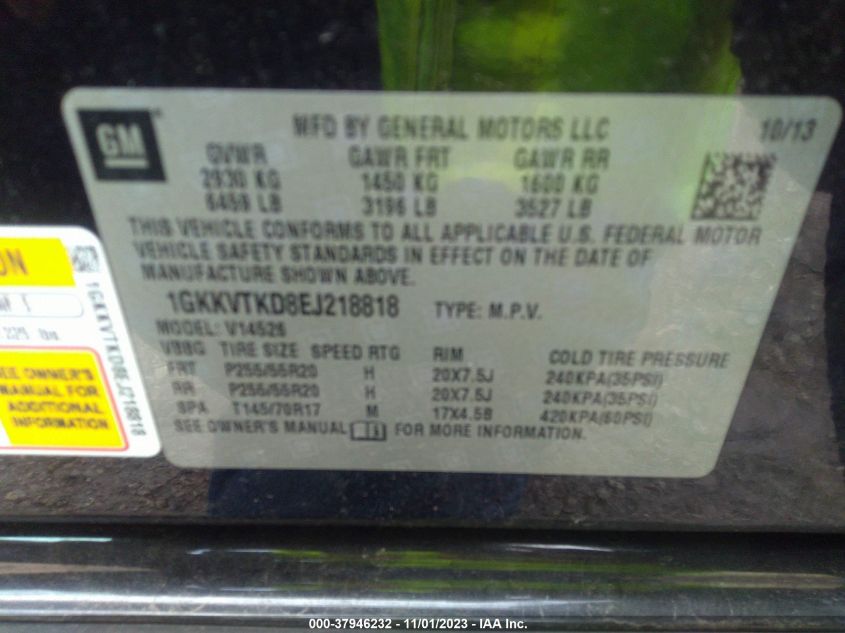 GM
MFD BY GENERAL MOTORS LLC 10/13
GVWR GAWR FRT GAWR RR
2930 KG 1450 KG 1600 KG
6459 LB 3196 LB 3527 LB
THIS VEHICLE CONFORMS TO ALL APPLICABLE U.S. FEDERAL MOTOR
VEHICLE SAFETY STANDARDS IN EFFECT ON THE DATE OF
MANUFACTURE SHOWN ABOVE.
1GKKVTKD8EJ218818 TYPE: M.P.V.
MODEL: V14526
VBBG TIRE SIZE SPEED RTG RIM COLD TIRE PRESSURE
FRT P255/55R20 H 20X7.5J 240KPA(35PSI)
RR P255/55R20 H 20X7.5J 240KPA(35PSI)
SPA T145/70R17 M 17X4.5B 420KPA(60PSI)
SEE OWNER'S MANUAL FOR MORE INFORMATION.
ON
1GKKVTKD8EJ218818
SEE OWNER'S
MANUAL FOR
ADDITIONAL
INFORMATION
000-37946232 - 11/01/2023 - IAA Inc.